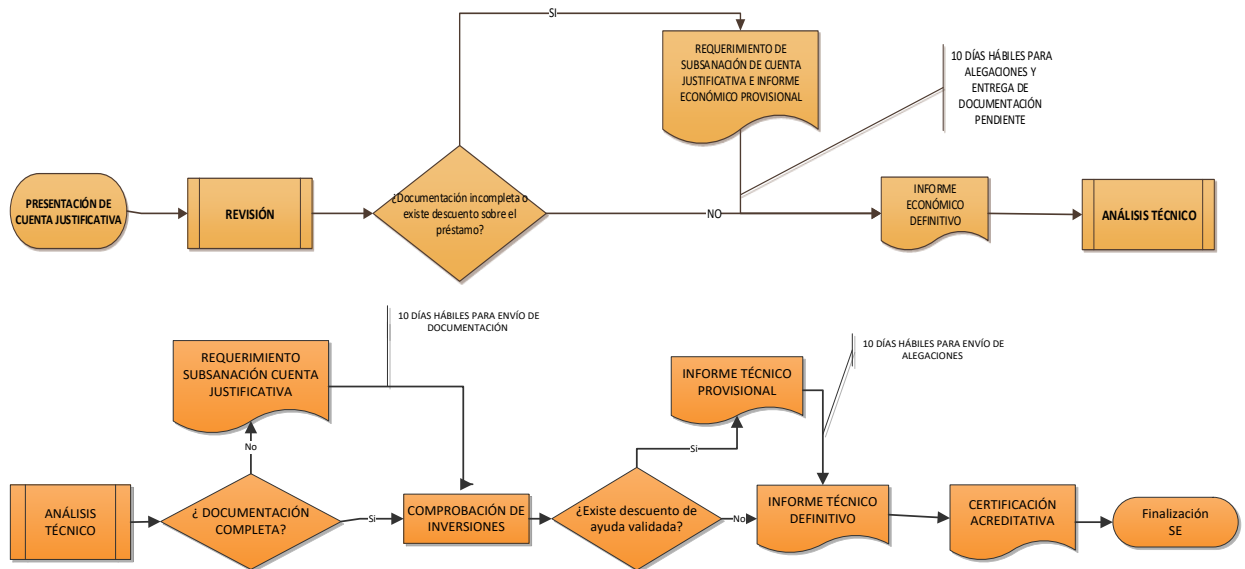 SI
REQUERIMIENTO DE
SUBSANACIÓN DE CUENTA
JUSTIFICATIVA E INFORME
ECONÓMICO PROVISIONAL
10 DÍAS HÁBILES PARA
ALEGACIONES Y
ENTREGA DE
DOCUMENTACIÓN
PENDIENTE
PRESENTACIÓN DE
CUENTA JUSTIFICATIVA
REVISIÓN
¿Documentación incompleta o
existe descuento sobre el
préstamo?
NO
INFORME
ECONÓMICO
DEFINITIVO
ANÁLISIS TÉCNICO
10 DÍAS HÁBILES PARA ENVÍO DE
DOCUMENTACIÓN
REQUERIMIENTO
SUBSANACIÓN CUENTA
JUSTIFICATIVA
INFORME TÉCNICO
PROVISIONAL
10 DÍAS HÁBILES PARA ENVÍO DE
ALEGACIONES
No
Si
ANÁLISIS
TÉCNICO
¿ DOCUMENTACIÓN
COMPLETA?
Si
COMPROBACIÓN DE
INVERSIONES
¿Existe descuento de
ayuda validada?
No
INFORME TÉCNICO
DEFINITIVO
CERTIFICACIÓN
ACREDITATIVA
Finalización
SE